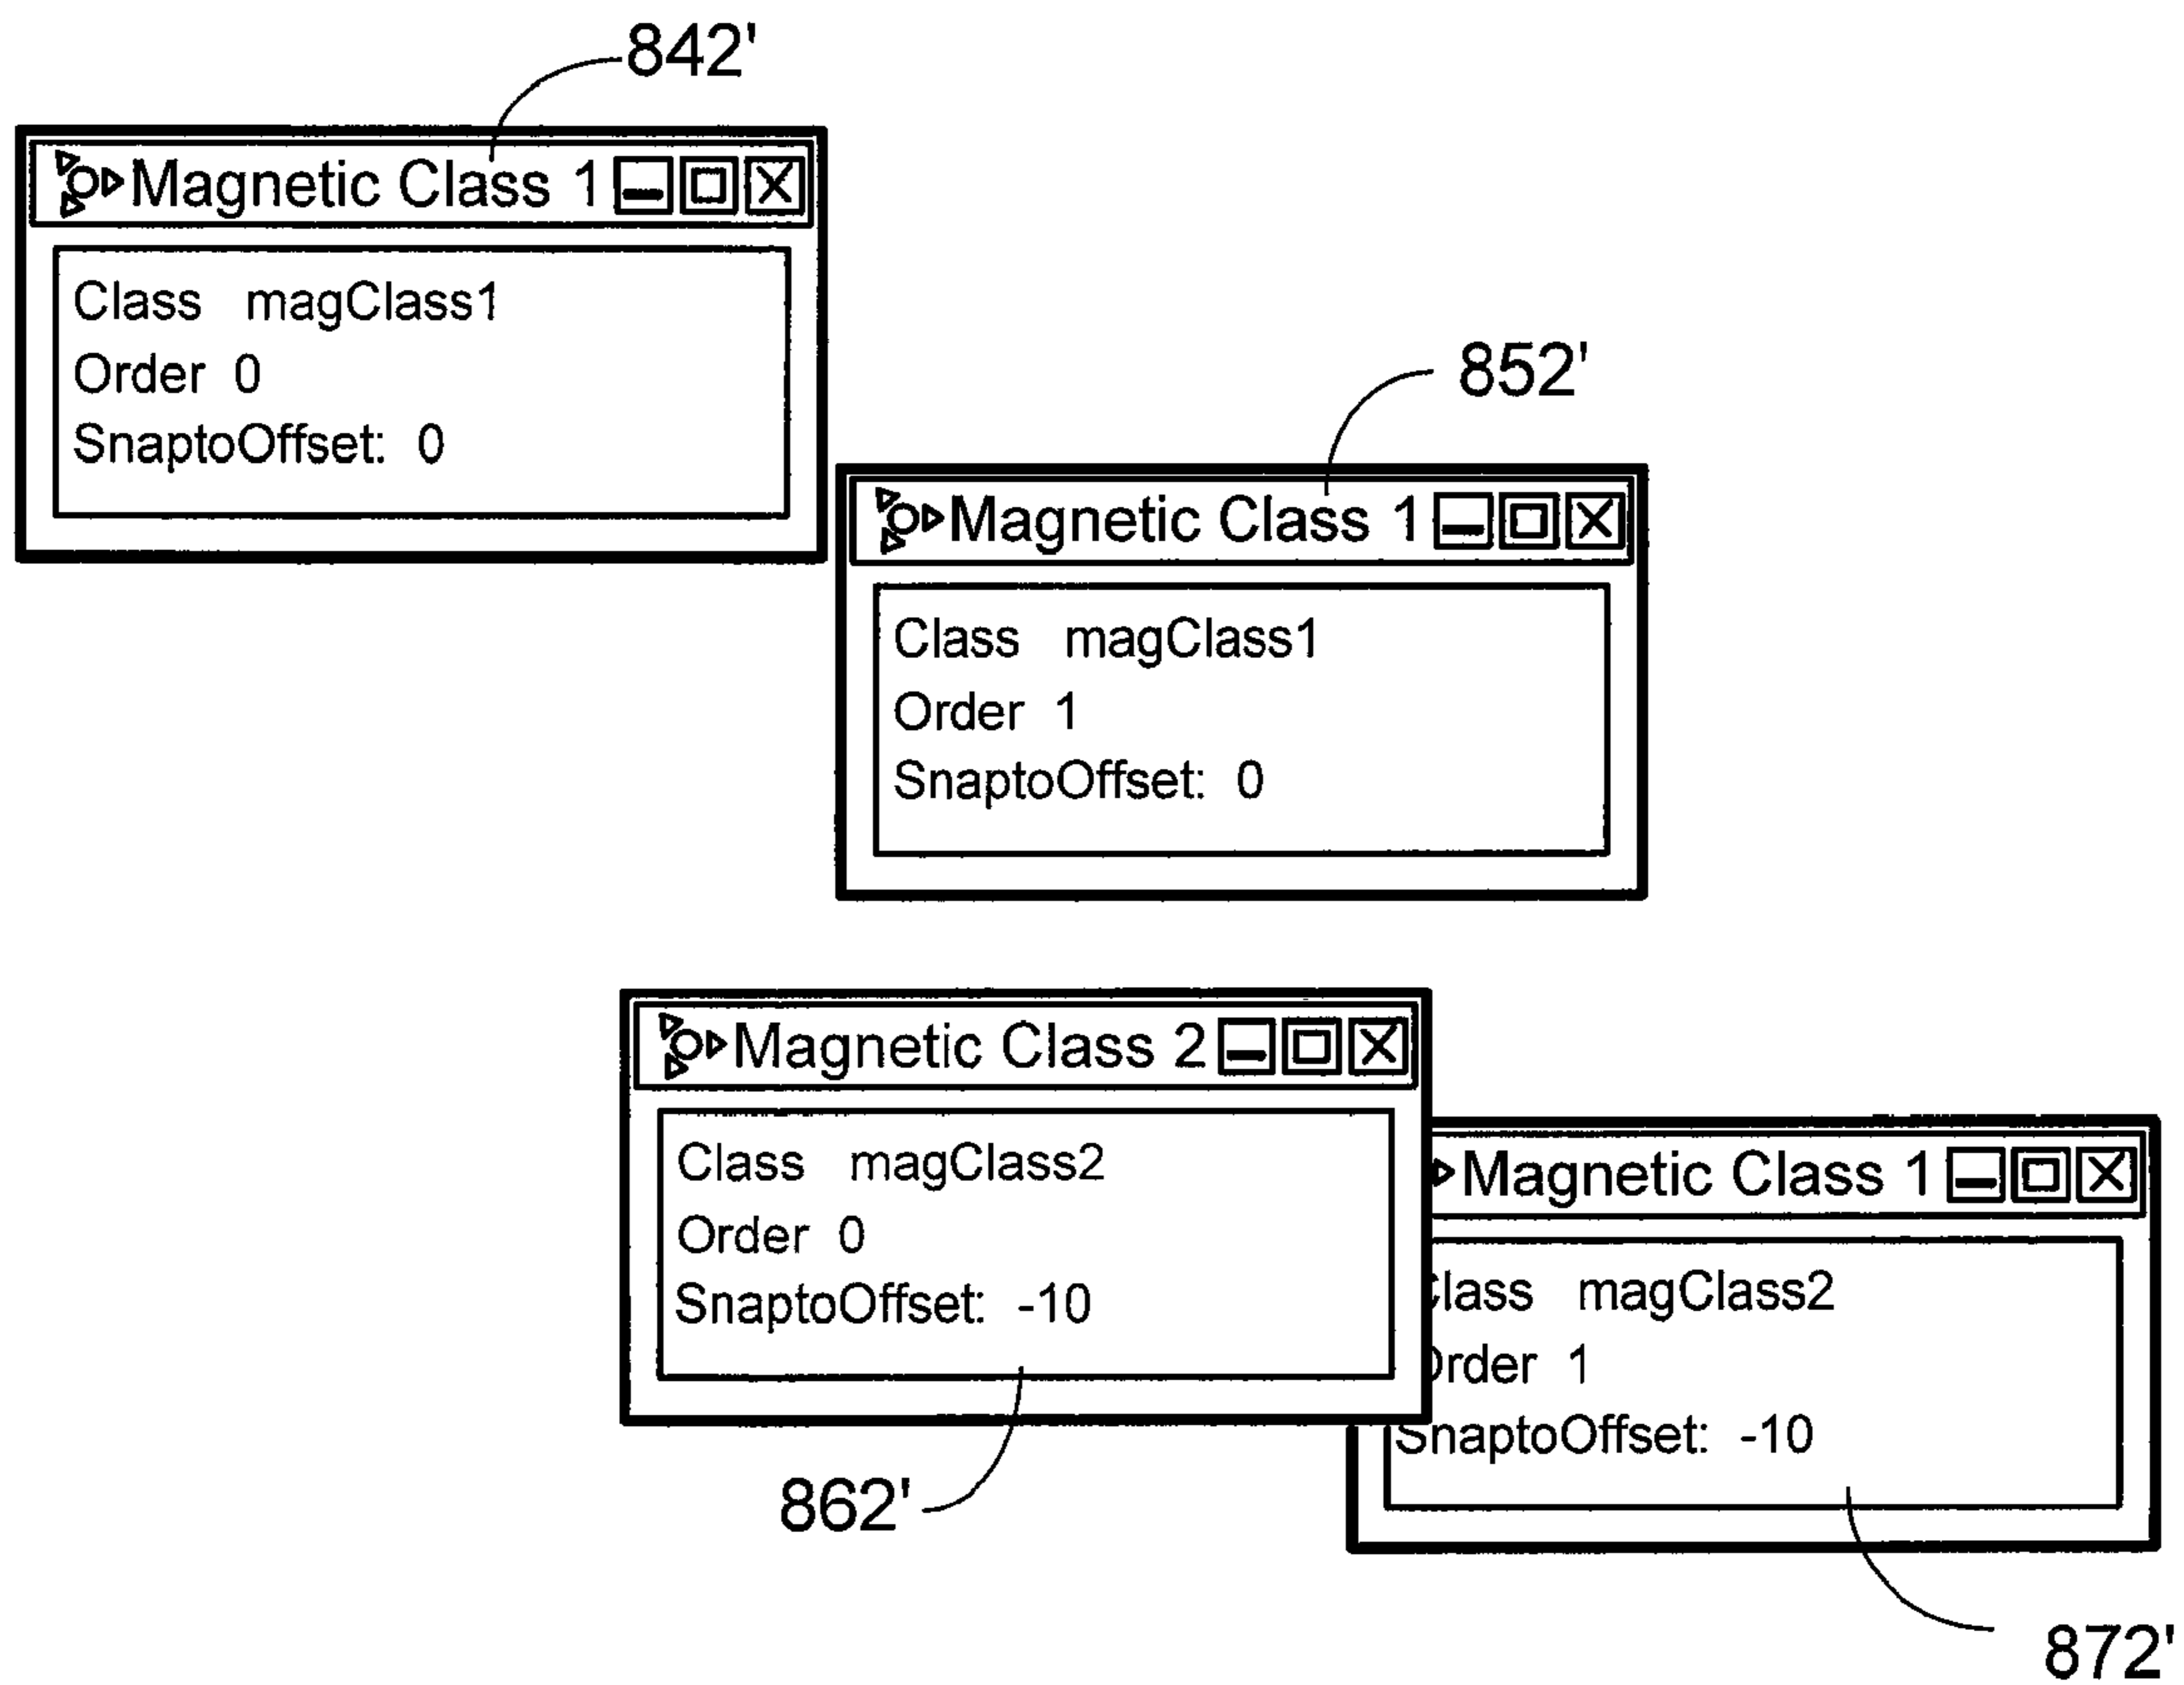 842'
Magnetic Class 1
Class magClass1
Order 0
SnaptoOffset: 0
852'
Magnetic Class 1
Class magClass1
Order 1
SnaptoOffset: 0
Magnetic Class 2
Class magClass2
Order 0
SnaptoOffset: -10
862'
Magnetic Class 1
Class magClass2
Order 1
SnaptoOffset: -10
872'